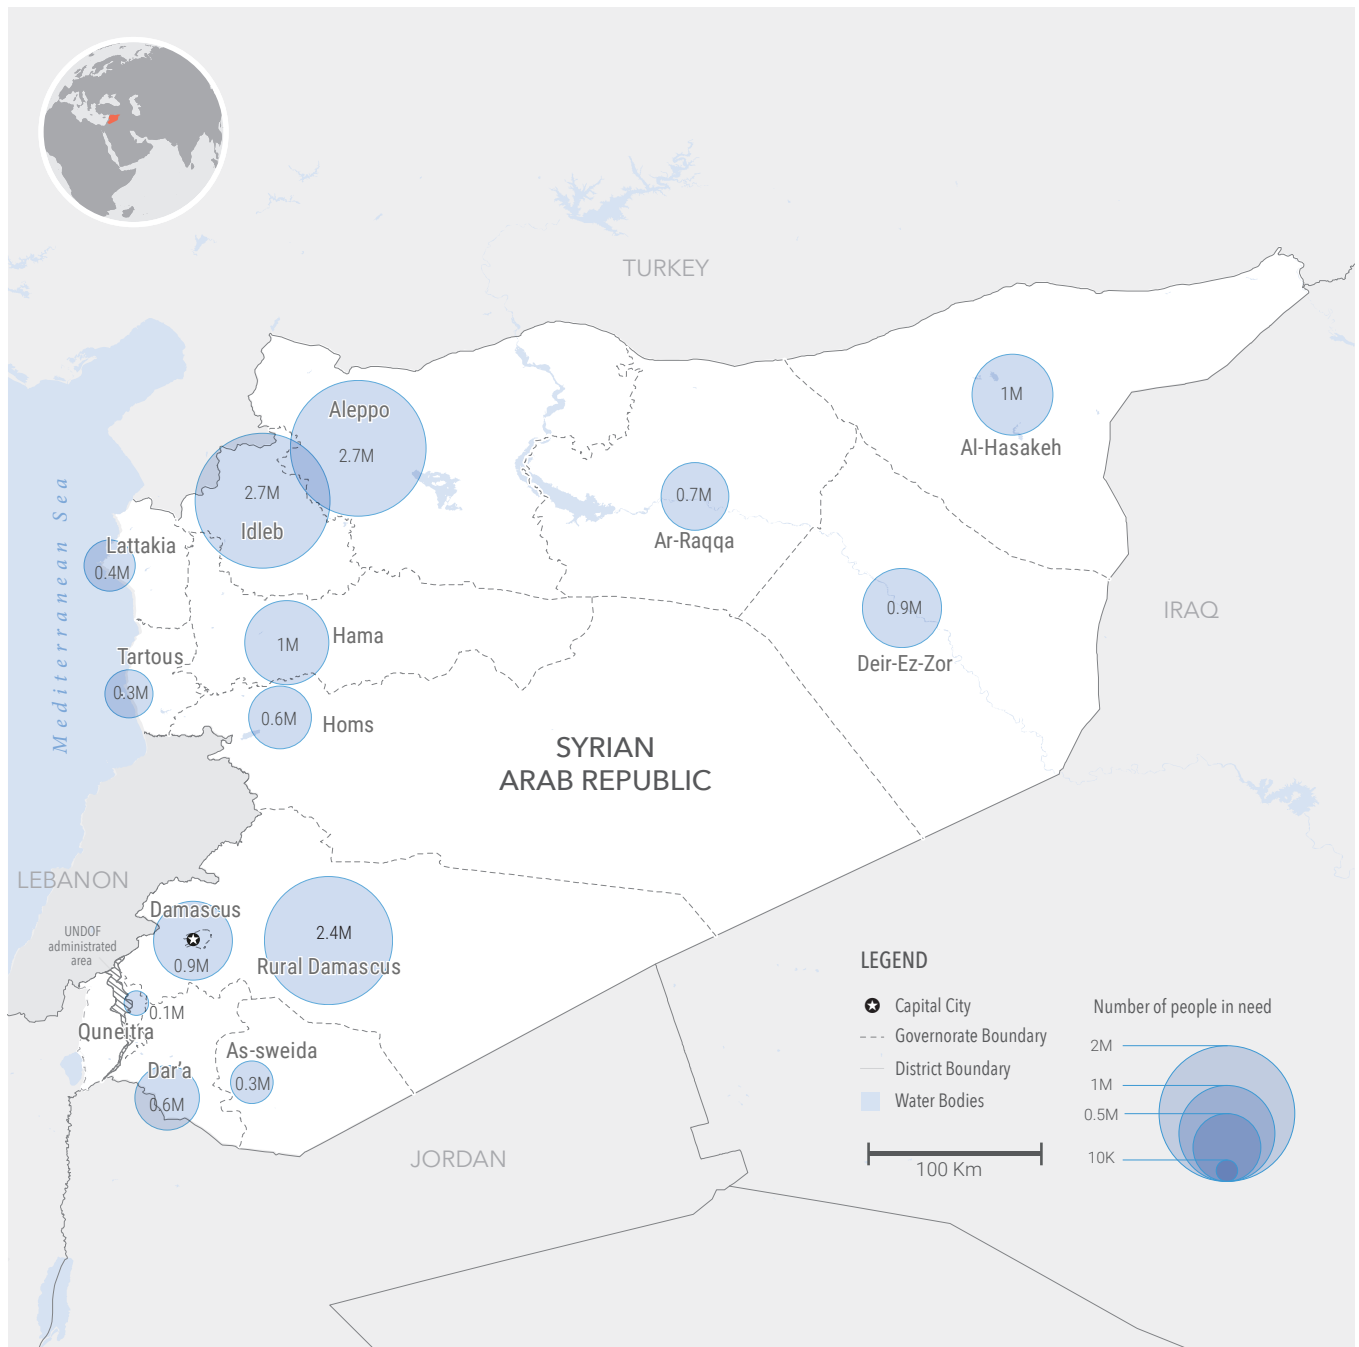 TURKEY
Aleppo
2.7M
1M
Al-Hasakeh
2.7M
Idleb
0.7M
Ar-Raqqa
Mediterranean Sea
Lattakia
0.4M
0.9M
Deir-Ez-Zor
IRAQ
Hama
1M
Tartous
0.3M
0.6M
Homs
SYRIAN
ARAB REPUBLIC
LEBANON
Damascus
0.9M
2.4M
Rural Damascus
UNDOF
administrated
area
0.1M
Quneitra
As-sweida
0.3M
Dar'a
0.6M
JORDAN
LEGEND
Capital City
Governorate Boundary
District Boundary
Water Bodies
100 Km
Number of people in need
2M
1M
0.5M
10K